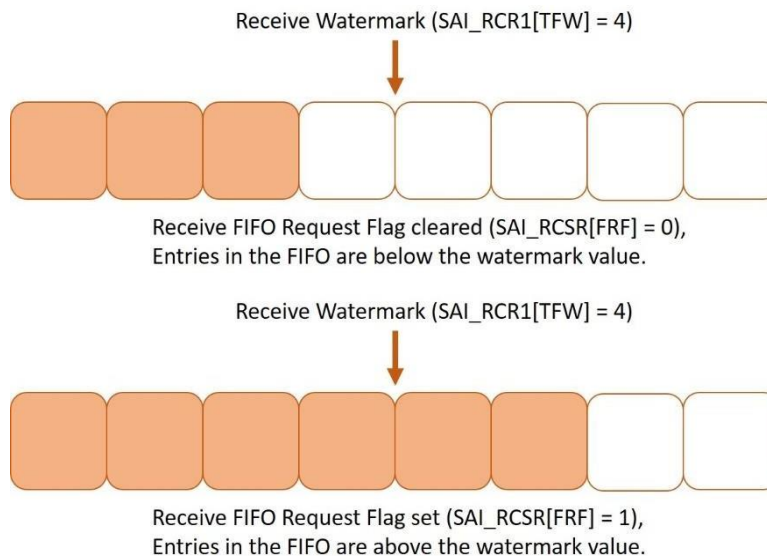 Receive Watermark (SAI_RCR1[TFW] = 4)
Receive FIFO Request Flag cleared (SAI_RCSR[FRF] = 0),
Entries in the FIFO are below the watermark value.
Receive Watermark (SAI_RCR1[TFW] = 4)
Receive FIFO Request Flag set (SAI_RCSR[FRF] = 1),
Entries in the FIFO are above the watermark value.